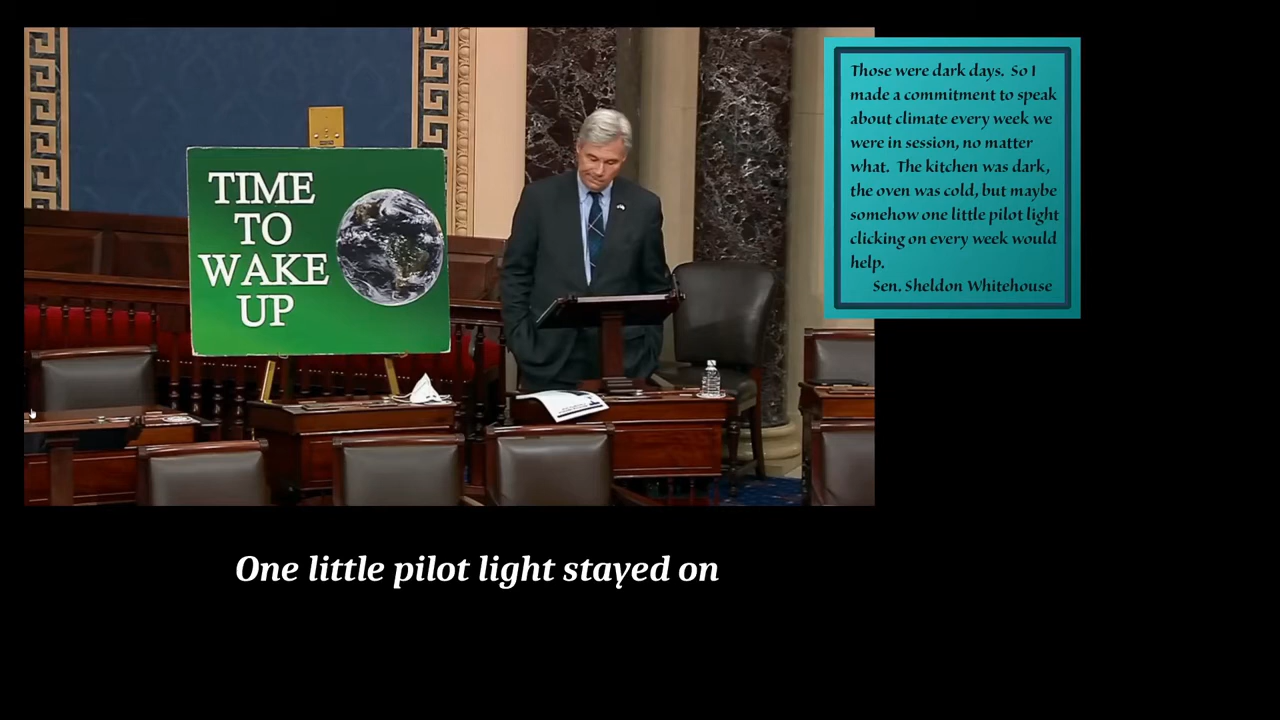 TIME
TO
WAKE
UP
Those were dark days. So I
made a commitment to speak
about climate every week we
were in session, no matter
what. The kitchen was dark,
the oven was cold, but maybe
somehow one little pilot light
clicking on every week would
help.
Sen. Sheldon Whitehouse
One little pilot light stayed on